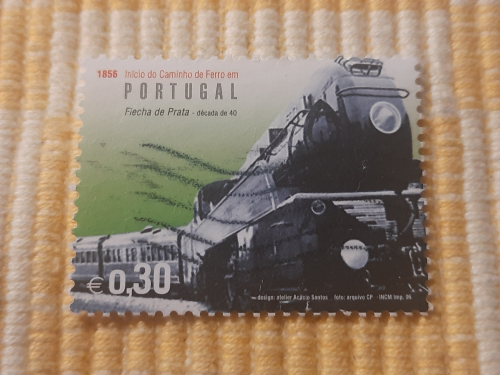 1856 Início do Caminho de Ferro em
PORTUGAL
Flecha de Prata - década de 40
€0,30
design: atelier Acácio Santos foto: arquivo CP · INCM Imp. 06